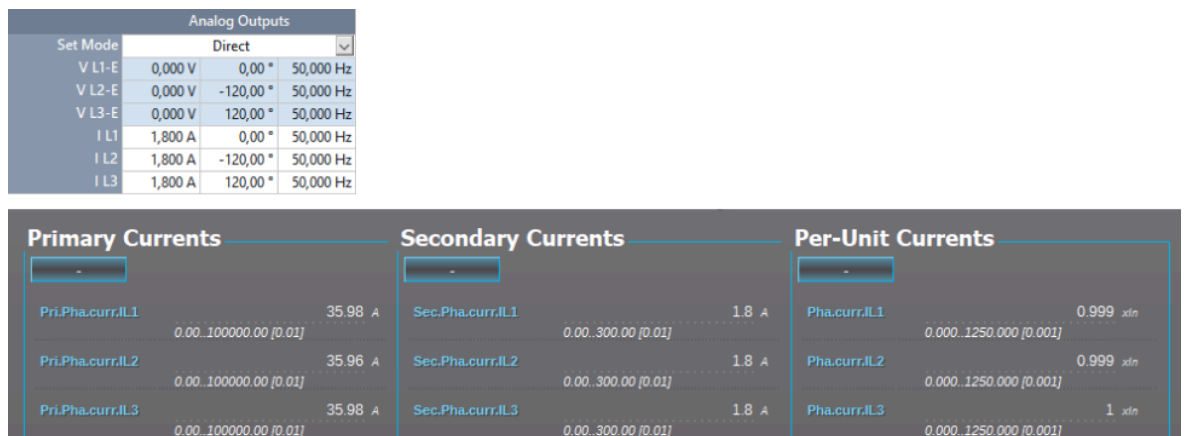 Analog Outputs
Set Mode Direct
V L1-E 0,000 V 0,00 ° 50,000 Hz
V L2-E 0,000 V -120,00 ° 50,000 Hz
V L3-E 0,000 V 120,00 ° 50,000 Hz
I L1 1,800 A 0,00 ° 50,000 Hz
I L2 1,800 A -120,00 ° 50,000 Hz
I L3 1,800 A 120,00 ° 50,000 Hz
Primary Currents Secondary Currents Per-Unit Currents
- - -
Pri.Pha.curr.IL1 35.98 A Sec.Pha.curr.IL1 1.8 A Pha.curr.IL1 0.999 xIn
0.00..100000.00 [0.01] 0.00..300.00 [0.01] 0.000..1250.000 [0.001]
Pri.Pha.curr.IL2 35.96 A Sec.Pha.curr.IL2 1.8 A Pha.curr.IL2 0.999 xIn
0.00..100000.00 [0.01] 0.00..300.00 [0.01] 0.000..1250.000 [0.001]
Pri.Pha.curr.IL3 35.98 A Sec.Pha.curr.IL3 1.8 A Pha.curr.IL3 1 xIn
0.00..100000.00 [0.01] 0.00..300.00 [0.01] 0.000..1250.000 [0.001]